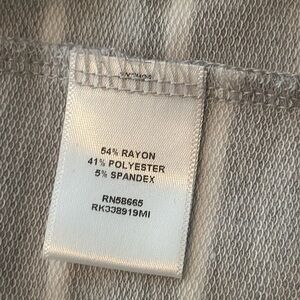 54% RAYON
41% POLYESTER
5% SPANDEX
RN58665
RK338919MI